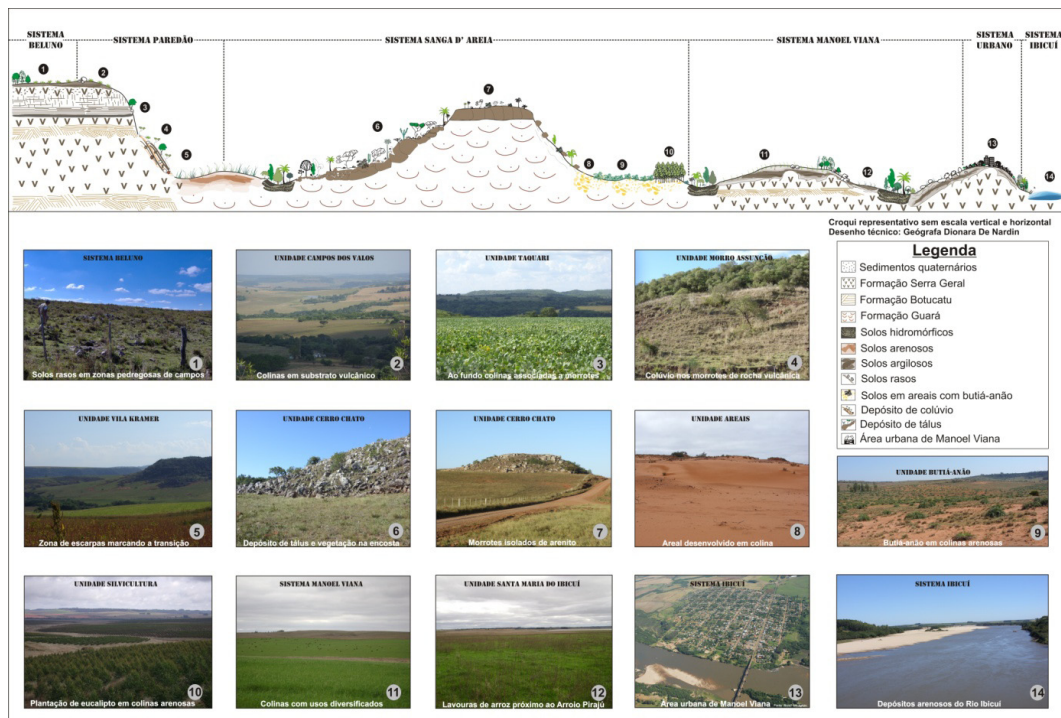 SISTEMA BELUNO
SISTEMA PAREDÃO
SISTEMA SANGA D' AREIA
SISTEMA MANOEL VIANA
SISTEMA URBANO
SISTEMA IBICUÍ
1
2
3
4
5
6
7
8
9
10
11
12
13
14
Croqui representativo sem escala vertical e horizontal
Desenho técnico: Geógrafa Dionara De Nardin
Legenda
Sedimentos quaternários
Formação Serra Geral
Formação Botucatu
Formação Guará
Solos hidromórficos
Solos arenosos
Solos argilosos
Solos rasos
Solos em areais com butiá-anão
Depósito de colúvio
Depósito de tálus
Área urbana de Manoel Viana
SISTEMA BELUNO
1
Solos rasos em zonas pedregosas de campos
UNIDADE CAMPOS DOS VALOS
2
Colinas em substrato vulcânico
UNIDADE TAQUARI
3
Ao fundo colinas associadas a morrotes
UNIDADE MORRO ASSUNÇÃO
4
Colúvio nos morrotes de rocha vulcânica
UNIDADE VILA KRAMER
5
Zona de escarpas marcando a transição
UNIDADE CERRO CHATO
6
Depósito de tálus e vegetação na encosta
UNIDADE CERRO CHATO
7
Morrotes isolados de arenito
UNIDADE AREAIS
8
Areal desenvolvido em colina
UNIDADE BUTIÁ-ANÃO
9
Butiá-anão em colinas arenosas
UNIDADE SILVICULTURA
10
Plantação de eucalipto em colinas arenosas
SISTEMA MANOEL VIANA
11
Colinas com usos diversificados
UNIDADE SANTA MARIA DO IBICUÍ
12
Lavouras de arroz próximo ao Arroio Pirajú
SISTEMA IBICUÍ
13
Área urbana de Manoel Viana
SISTEMA IBICUÍ
14
Depósitos arenosos do Rio Ibicuí